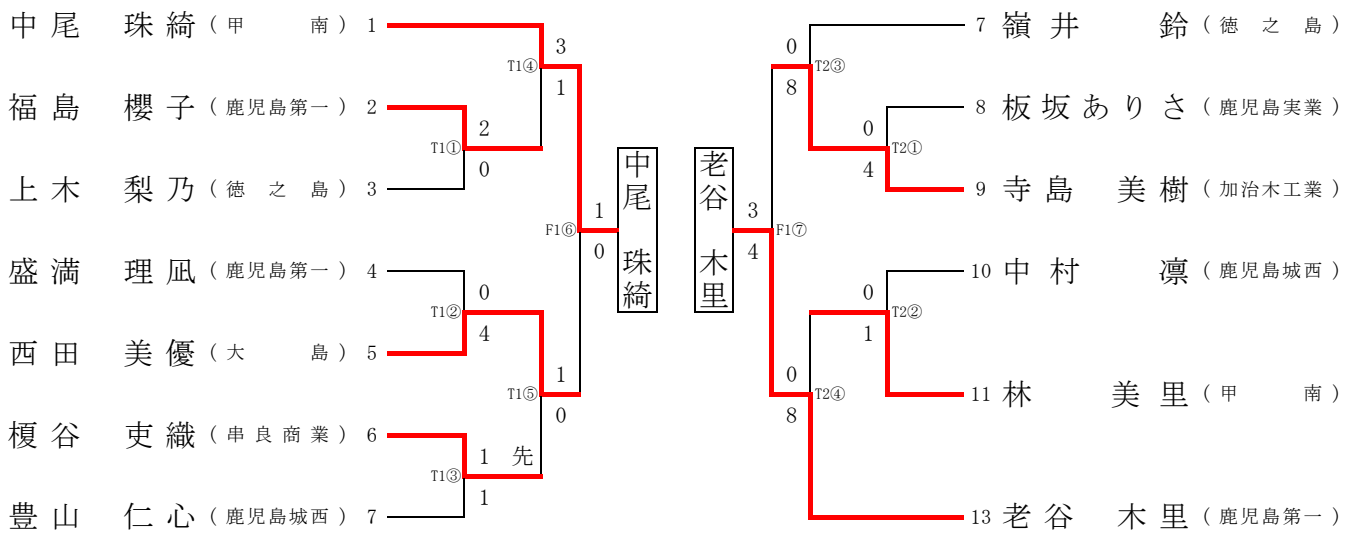 中尾 珠綺 (甲 南) 1
3
T1④
1
福島 櫻子 (鹿児島第一) 2
2
T1①
0
上木 梨乃 (徳之島) 3
1
F1⑥
0
中尾 珠綺
盛満 理凪 (鹿児島第一) 4
0
T1②
4
西田 美優 (大 島) 5
1
T1⑤
0
榎谷 吏織 (串良商業) 6
1 先
T1③
1
豊山 仁心 (鹿児島城西) 7
7 嶺井 鈴 (徳之島)
0
T2③
8
8 板坂ありさ (鹿児島実業)
0
T2①
4
9 寺島 美樹 (加治木工業)
老谷 木里
3
F1⑦
4
10 中村 凛 (鹿児島城西)
0
T2②
1
11 林 美里 (甲 南)
0
T2④
8
13 老谷 木里 (鹿児島第一)